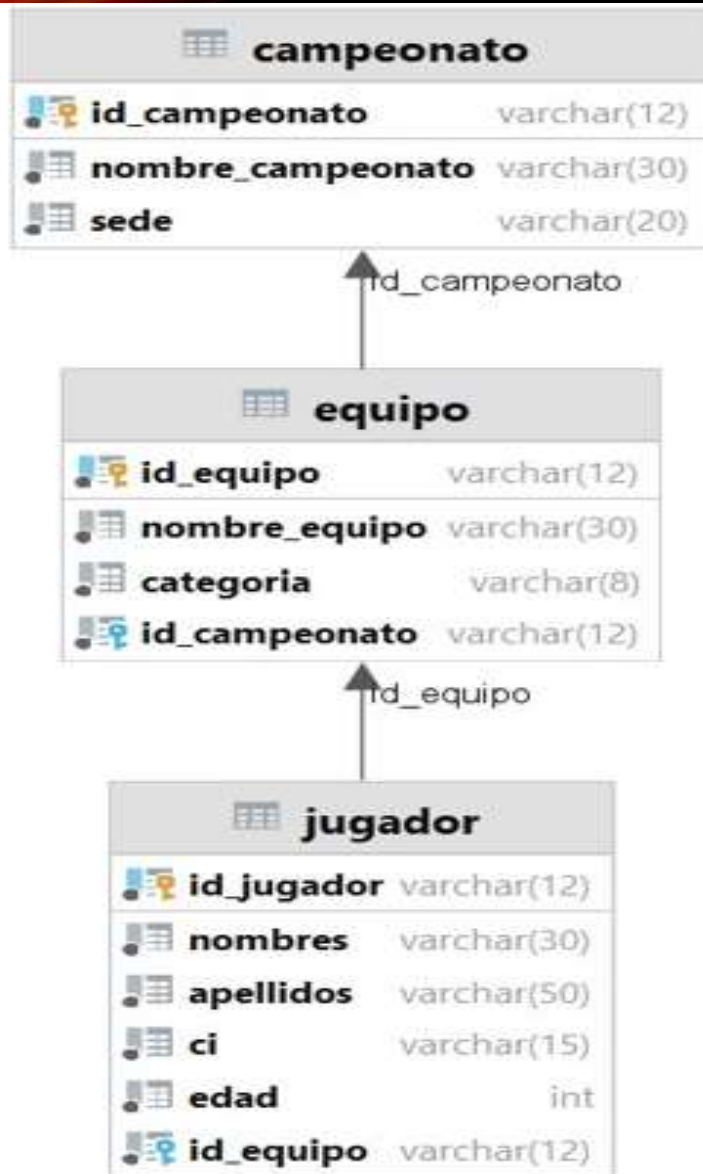 campeonato
id_campeonato varchar(12)
nombre_campeonato varchar(30)
sede varchar(20)
id_campeonato
equipo
id_equipo varchar(12)
nombre_equipo varchar(30)
categoria varchar(8)
id_campeonato varchar(12)
id_equipo
jugador
id_jugador varchar(12)
nombres varchar(30)
apellidos varchar(50)
ci varchar(15)
edad int
id_equipo varchar(12)